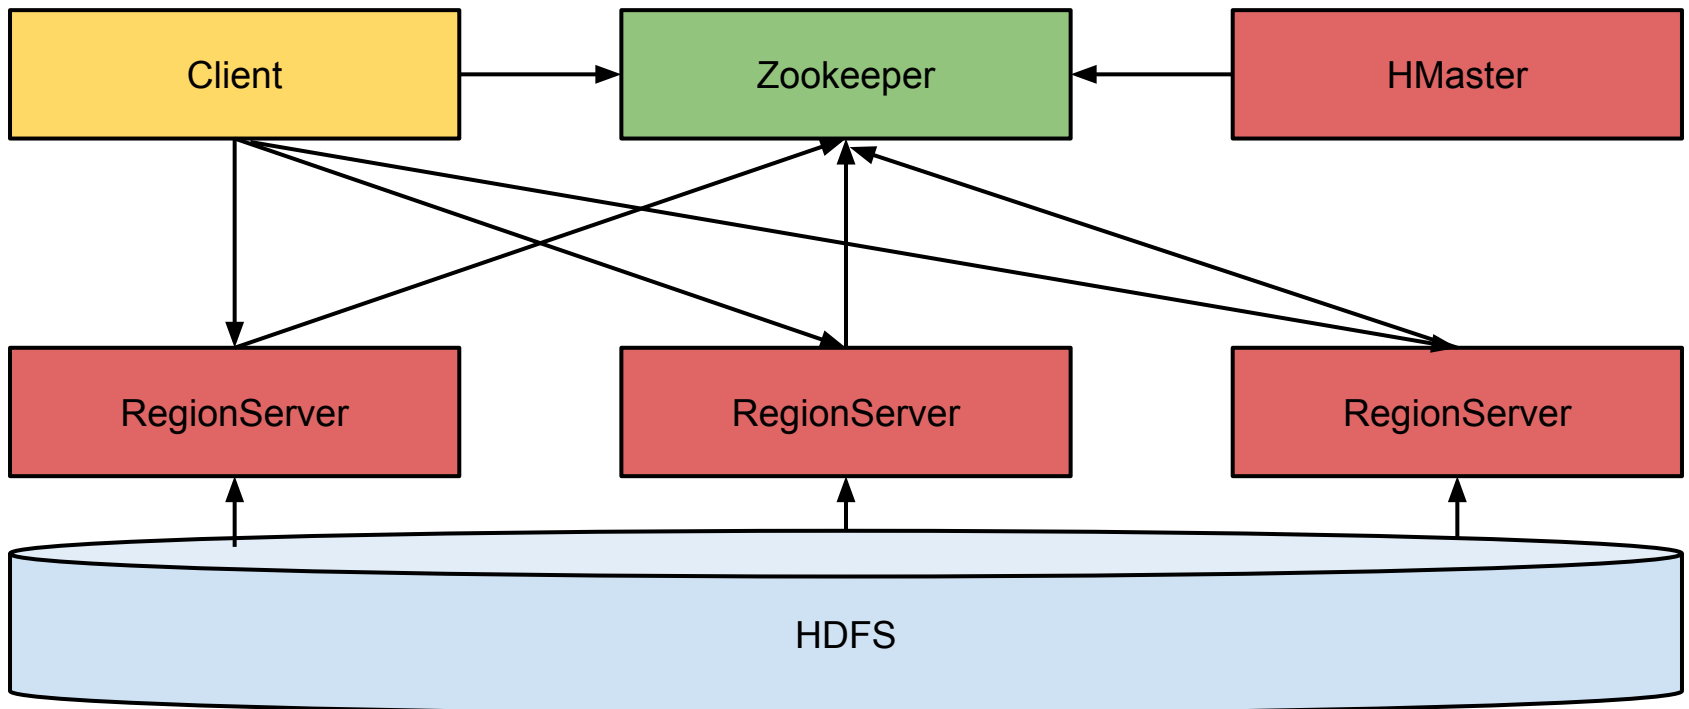 Client
Zookeeper
HMaster
RegionServer
RegionServer
RegionServer
HDFS